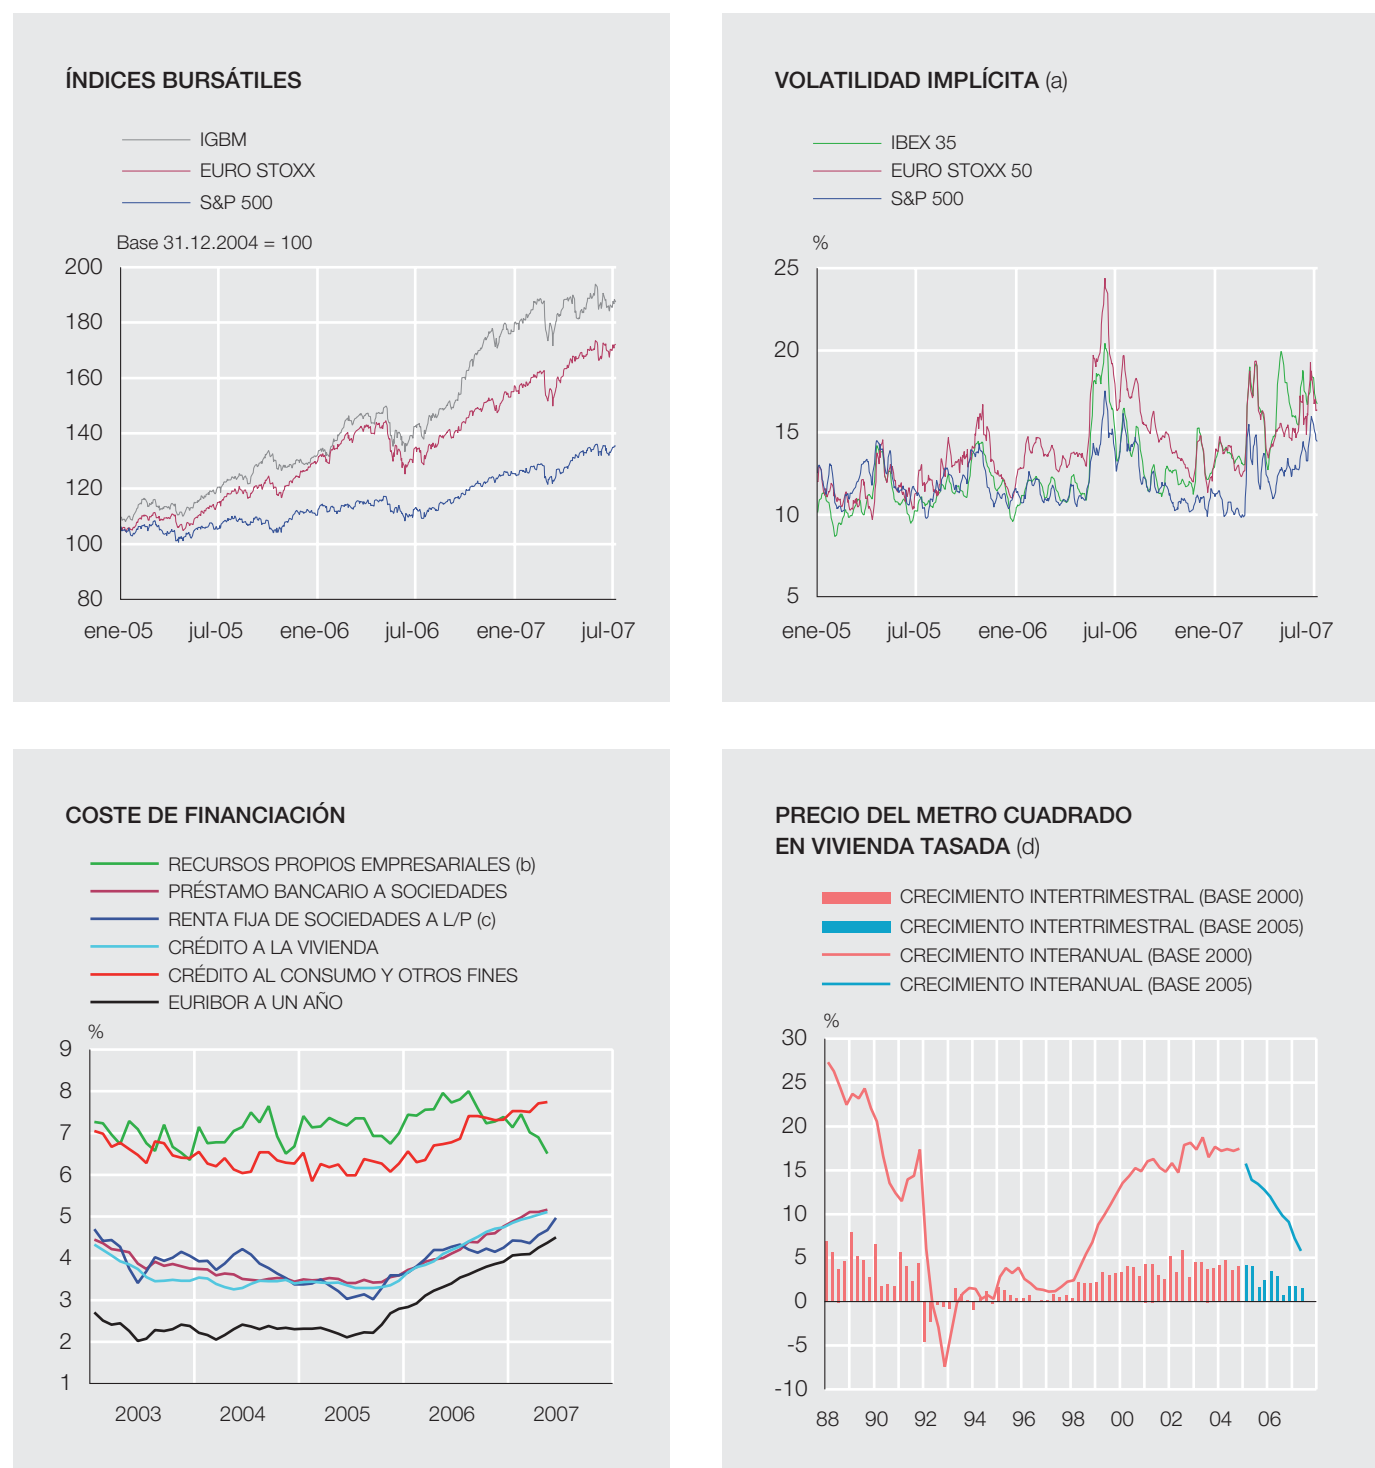 ÍNDICES BURSÁTILES
IGBM
EURO STOXX
S&P 500
Base 31.12.2004 = 100
200
180
160
140
120
100
80
ene-05 jul-05 ene-06 jul-06 ene-07 jul-07
VOLATILIDAD IMPLÍCITA (a)
IBEX 35
EURO STOXX 50
S&P 500
%
25
20
15
10
5
ene-05 jul-05 ene-06 jul-06 ene-07 jul-07
COSTE DE FINANCIACIÓN
RECURSOS PROPIOS EMPRESARIALES (b)
PRÉSTAMO BANCARIO A SOCIEDADES
RENTA FIJA DE SOCIEDADES A L/P (c)
CRÉDITO A LA VIVIENDA
CRÉDITO AL CONSUMO Y OTROS FINES
EURIBOR A UN AÑO
%
9
8
7
6
5
4
3
2
1
2003 2004 2005 2006 2007
PRECIO DEL METRO CUADRADO
EN VIVIENDA TASADA (d)
CRECIMIENTO INTERTRIMESTRAL (BASE 2000)
CRECIMIENTO INTERTRIMESTRAL (BASE 2005)
CRECIMIENTO INTERANUAL (BASE 2000)
CRECIMIENTO INTERANUAL (BASE 2005)
%
30
25
20
15
10
5
0
-5
-10
88 90 92 94 96 98 00 02 04 06